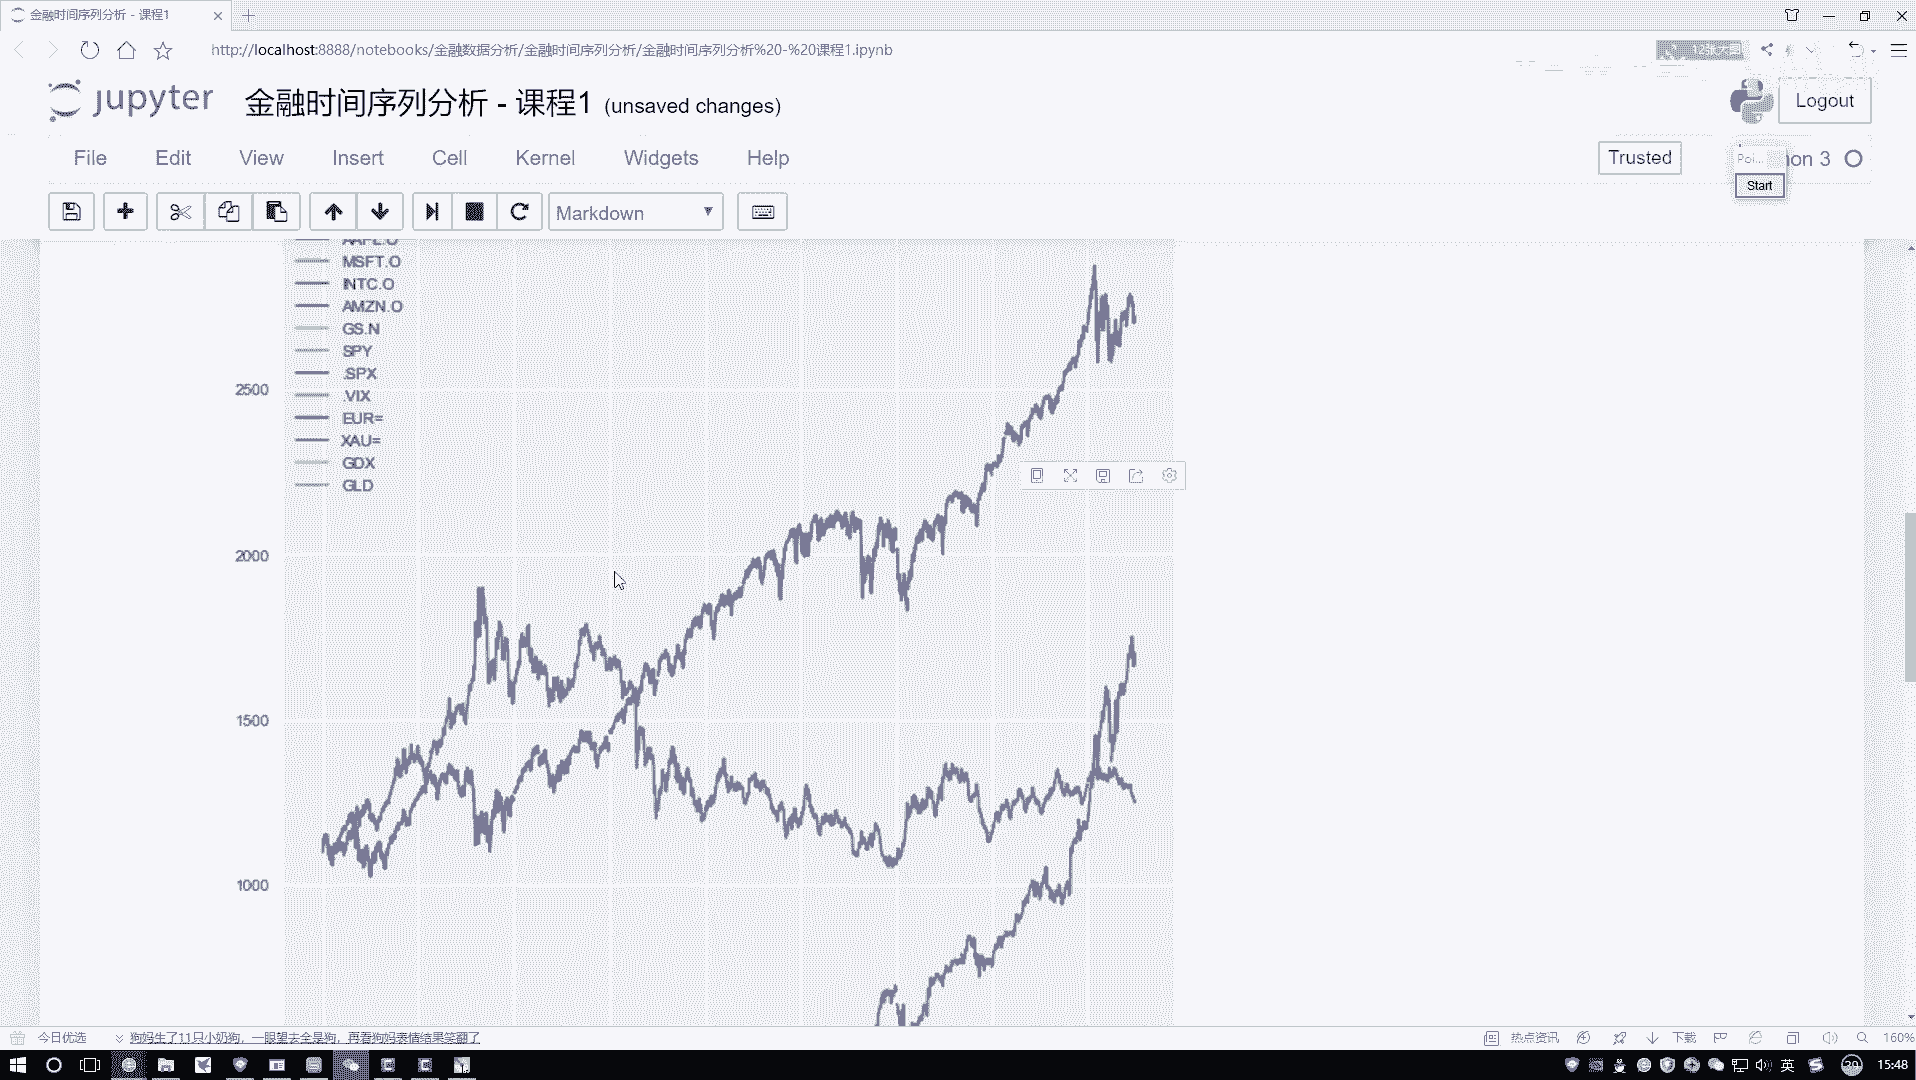 金融时间序列分析 - 课程1
http://localhost:8888/notebooks/金融数据分析/金融时间序列分析/金融时间序列分析%20-%20课程1.ipynb
12张大图
jupyter 金融时间序列分析 - 课程1 (unsaved changes)
Logout
File Edit View Insert Cell Kernel Widgets Help
Trusted
Poi... on 3
Start
Markdown
AAPL.O
MSFT.O
INTC.O
AMZN.O
GS.N
SPY
.SPX
.VIX
EUR=
XAU=
GDX
GLD
2500
2000
1500
1000
今日优选 狗妈生了11只小奶狗，一眼望去全是狗，再看狗妈表情结果笑翻了
热点资讯 下载 160%
英 15:48